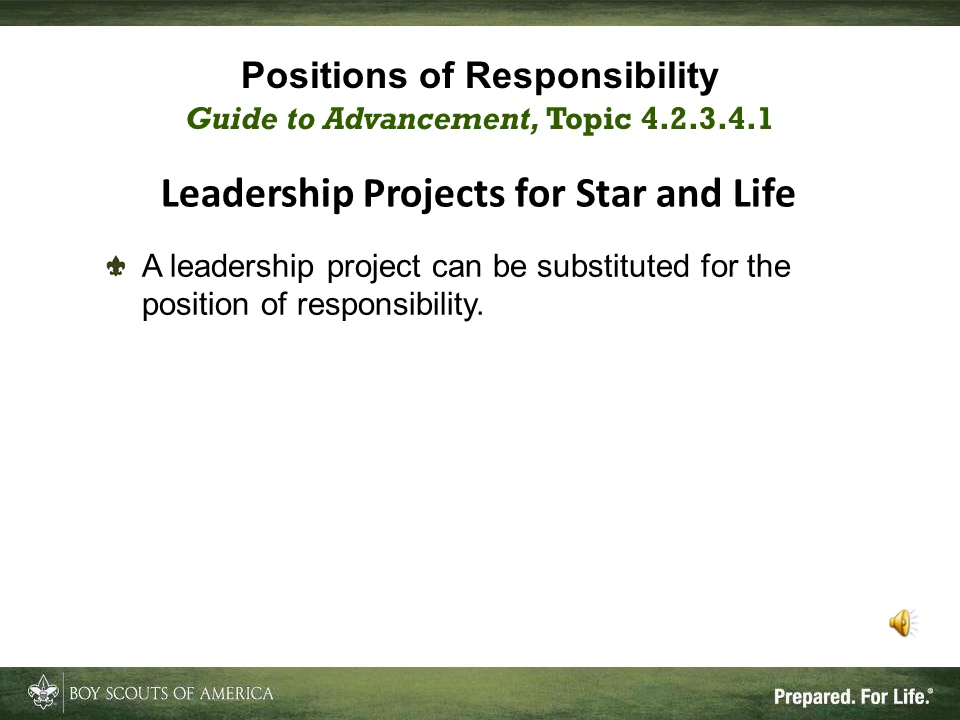 Positions of Responsibility
Guide to Advancement, Topic 4.2.3.4.1
Leadership Projects for Star and Life
A leadership project can be substituted for the
position of responsibility.
BOY SCOUTS OF AMERICA
Prepared. For Life.®